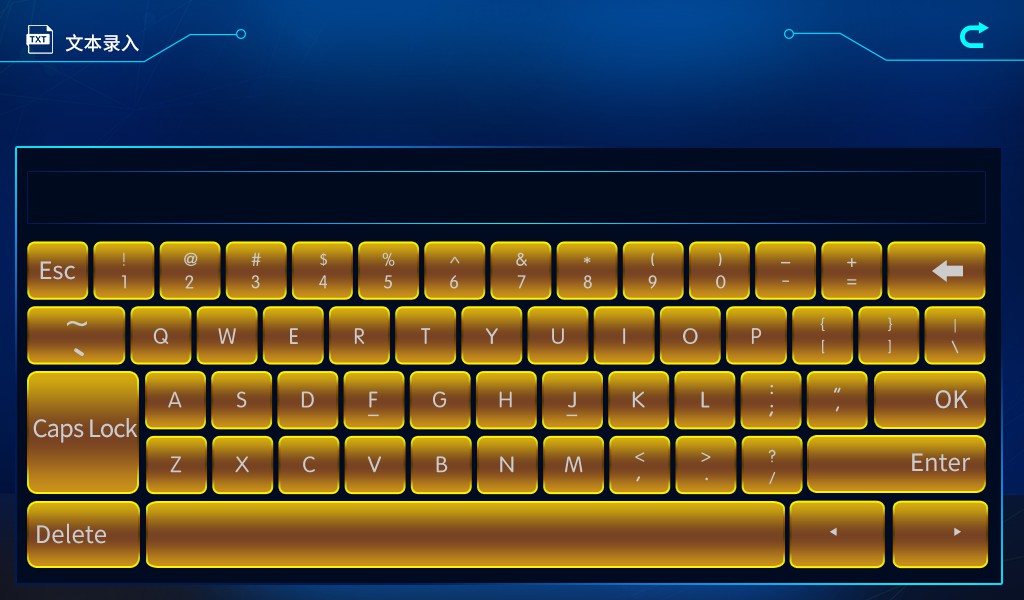 TXT 文本录入
Esc ! 1 @ 2 # 3 $ 4 % 5 ^ 6 & 7 * 8 ( 9 ) 0 — - + =
~ 、 Q W E R T Y U I O P { [ } ] | \
Caps Lock A S D F G H J K L : ; " ' OK
Z X C V B N M < , > . ? / Enter
Delete